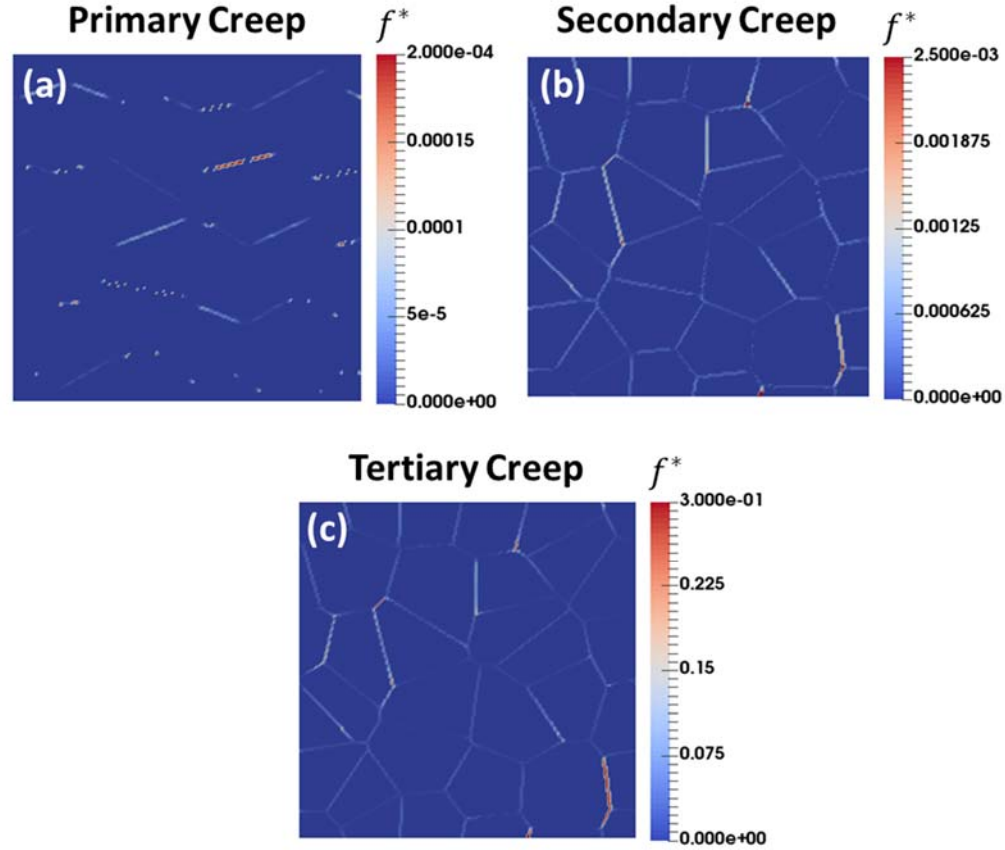 Primary Creep
f*
(a)
2.000e-04
0.00015
0.0001
5e-5
0.000e+00
Secondary Creep
f*
(b)
2.500e-03
0.001875
0.00125
0.000625
0.000e+00
Tertiary Creep
f*
(c)
3.000e-01
0.225
0.15
0.075
0.000e+00